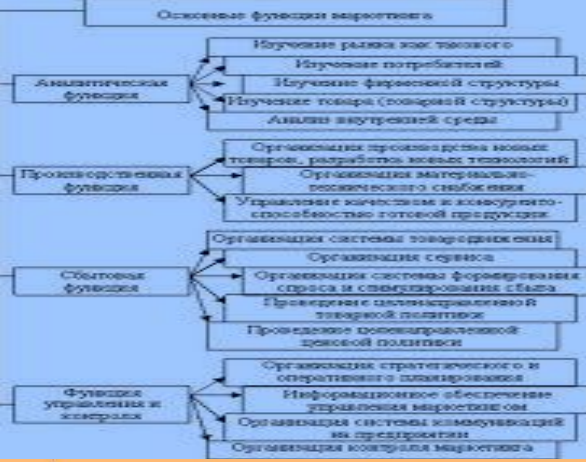 Основные функции маркетинга
Изучение рынка как такового
Изучение потребителей
Аналитическая
функция
Изучение фирменной структуры
Изучение товара (товарной структуры)
Анализ внутренней среды
Организация производства новых
товаров, разработка новых технологий
Производственная
функция
Организация материально-
технического снабжения
Управление качеством и конкуренто-
способностью готовой продукции
Организация системы товародвижения
Организация сервиса
Сбытовая
функция
Организация системы формирования
спроса и стимулирования сбыта
Проведение целенаправленной
товарной политики
Проведение целенаправленной
ценовой политики
Организация стратегического и
оперативного планирования
Функция
управления и
контроля
Информационное обеспечение
управления маркетингом
Организация системы коммуникаций
на предприятии
Организация контроля маркетинга